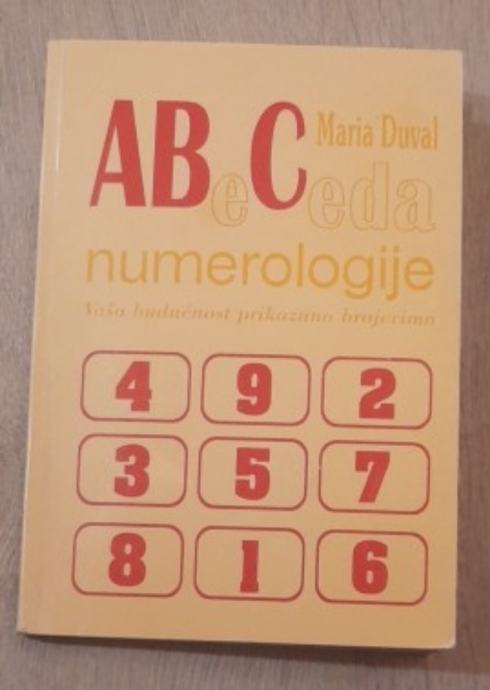 Maria Duval
ABeCeda
numerologije
Vaša budućnost prikazana brojevima
4 9 2
3 5 7
8 1 6